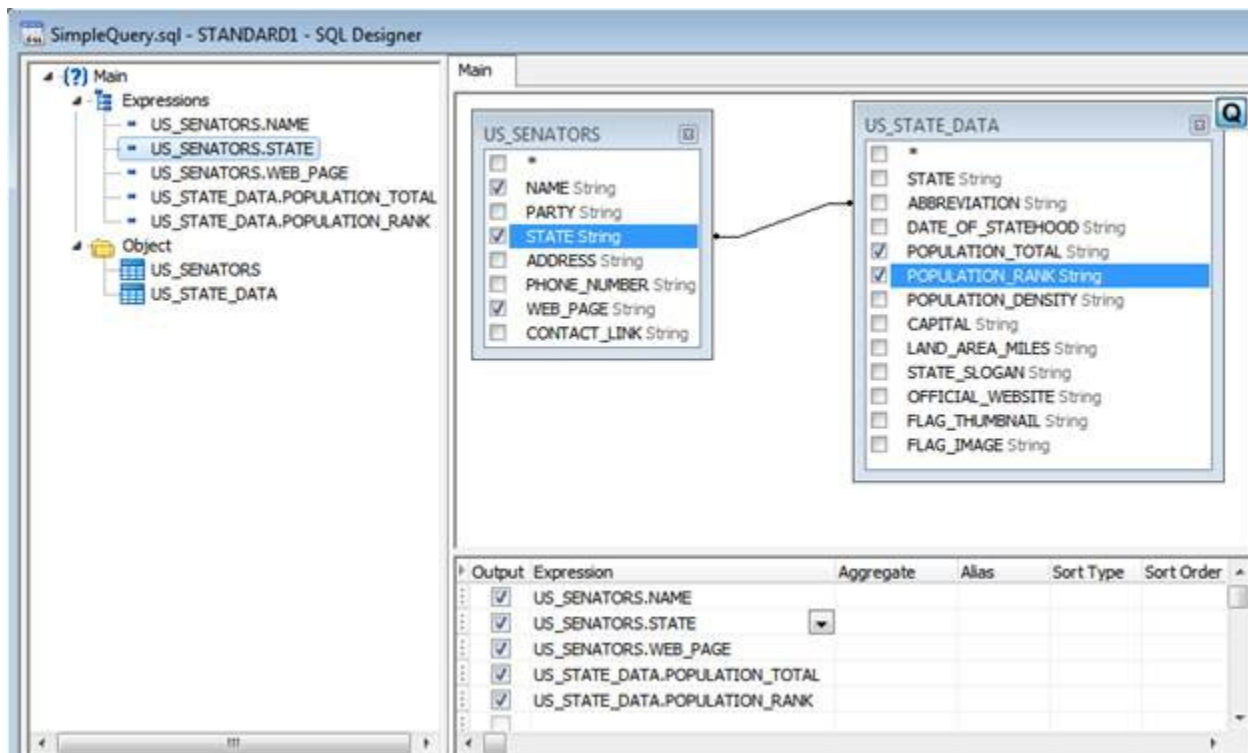 SimpleQuery.sql - STANDARD1 - SQL Designer
(?) Main
Expressions
US_SENATORS.NAME
US_SENATORS.STATE
US_SENATORS.WEB_PAGE
US_STATE_DATA.POPULATION_TOTAL
US_STATE_DATA.POPULATION_RANK
Object
US_SENATORS
US_STATE_DATA
Main
US_SENATORS
*
NAME String
PARTY String
STATE String
ADDRESS String
PHONE_NUMBER String
WEB_PAGE String
CONTACT_LINK String
US_STATE_DATA
Q
*
STATE String
ABBREVIATION String
DATE_OF_STATEHOOD String
POPULATION_TOTAL String
POPULATION_RANK String
POPULATION_DENSITY String
CAPITAL String
LAND_AREA_MILES String
STATE_SLOGAN String
OFFICIAL_WEBSITE String
FLAG_THUMBNAIL String
FLAG_IMAGE String
Output Expression Aggregate Alias Sort Type Sort Order
US_SENATORS.NAME
US_SENATORS.STATE
US_SENATORS.WEB_PAGE
US_STATE_DATA.POPULATION_TOTAL
US_STATE_DATA.POPULATION_RANK